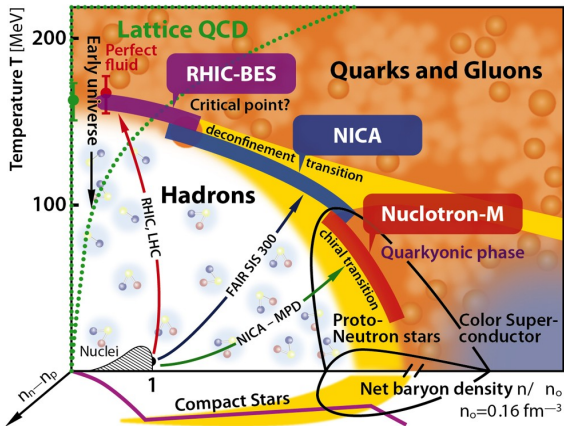 Temperature T [MeV]
200
100
Lattice QCD
Early universe
Perfect
fluid
RHIC-BES
Critical point?
Quarks and Gluons
deconfinement transition
NICA
Hadrons
Nuclotron-M
Quarkyonic phase
chiral transition
RHIC, LHC
FAIR SIS 300
NICA – MPD
Nuclei
Proto-
Neutron stars
Color Super-
conductor
nn–np
1
Compact Stars
Net baryon density n/ no
no=0.16 fm—3